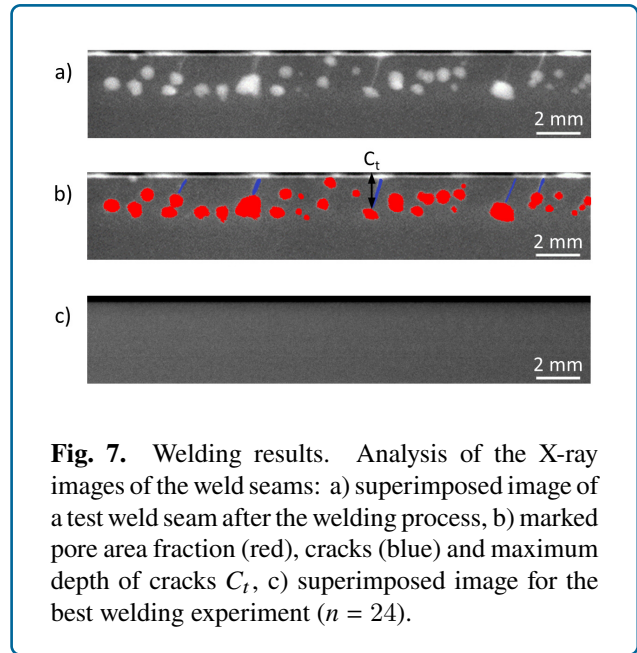 a)
2 mm
C_t
b)
2 mm
c)
2 mm
Fig. 7. Welding results. Analysis of the X-ray
images of the weld seams: a) superimposed image of
a test weld seam after the welding process, b) marked
pore area fraction (red), cracks (blue) and maximum
depth of cracks C_t, c) superimposed image for the
best welding experiment (n = 24).